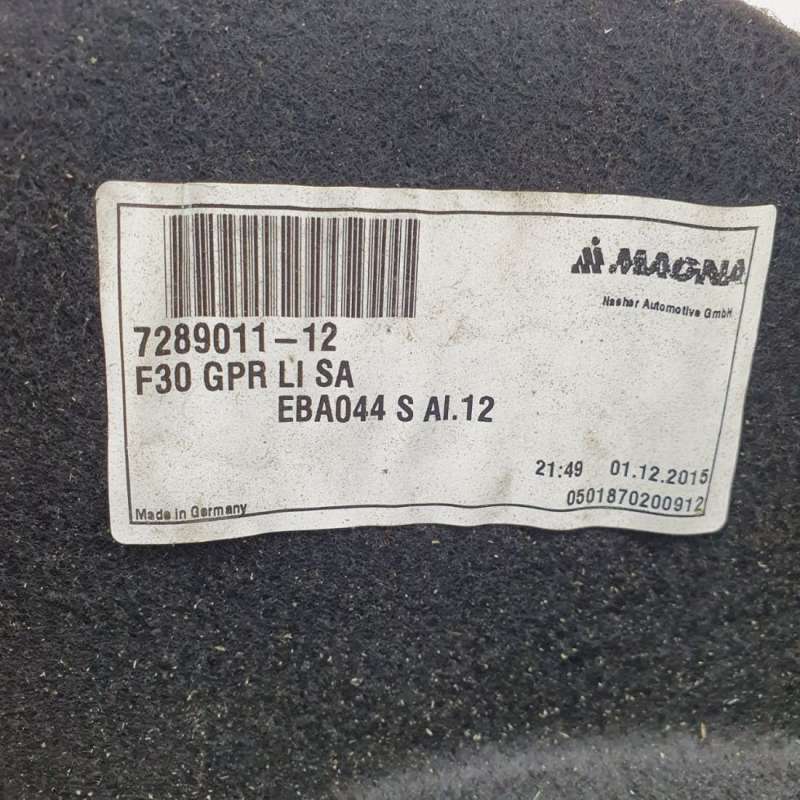 MAGNA
Nashar Automotive GmbH
7289011-12
F30 GPR LI SA
EBA044 S AI.12
21:49 01.12.2015
0501870200912
Made in Germany